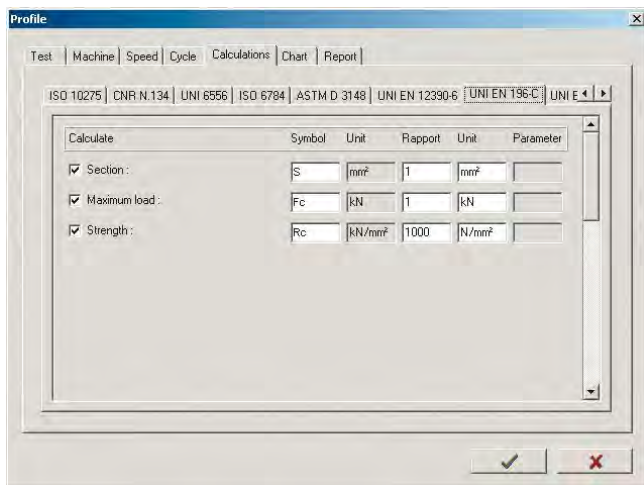 Profile
Test Machine Speed Cycle Calculations Chart Report
ISO 10275 CNR N.134 UNI 6556 ISO 6784 ASTM D 3148 UNI EN 12390-6 UNI EN 196-C UNI E
Calculate Symbol Unit Rapport Unit Parameter
Section : S mm² 1 mm²
Maximum load : Fc kN 1 kN
Strength : Rc kN/mm² 1000 N/mm²